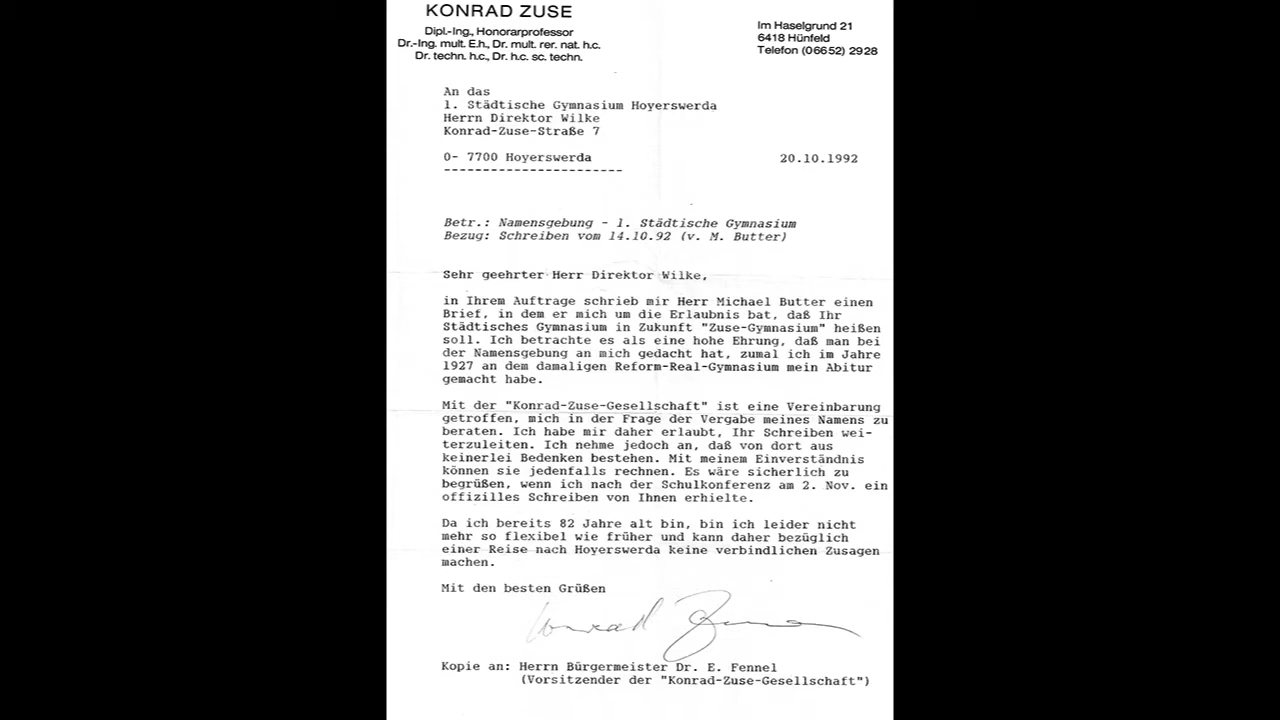 KONRAD ZUSE
Dipl.-Ing., Honorarprofessor
Dr.-Ing. mult. E.h., Dr. mult. rer. nat. h.c.
Dr. techn. h.c., Dr. h.c. sc. techn.
Im Haselgrund 21
6418 Hünfeld
Telefon (06652) 2928
An das
1. Städtische Gymnasium Hoyerswerda
Herrn Direktor Wilke
Konrad-Zuse-Straße 7
O- 7700 Hoyerswerda
20.10.1992
-----------------------
Betr.: Namensgebung - 1. Städtische Gymnasium
Bezug: Schreiben vom 14.10.92 (v. M. Butter)
Sehr geehrter Herr Direktor Wilke,
in Ihrem Auftrage schrieb mir Herr Michael Butter einen
Brief, in dem er mich um die Erlaubnis bat, daß Ihr
Städtisches Gymnasium in Zukunft "Zuse-Gymnasium" heißen
soll. Ich betrachte es als eine hohe Ehrung, daß man bei
der Namensgebung an mich gedacht hat, zumal ich im Jahre
1927 an dem damaligen Reform-Real-Gymnasium mein Abitur
gemacht habe.
Mit der "Konrad-Zuse-Gesellschaft" ist eine Vereinbarung
getroffen, mich in der Frage der Vergabe meines Namens zu
beraten. Ich habe mir daher erlaubt, Ihr Schreiben wei-
terzuleiten. Ich nehme jedoch an, daß von dort aus
keinerlei Bedenken bestehen. Mit meinem Einverständnis
können sie jedenfalls rechnen. Es wäre sicherlich zu
begrüßen, wenn ich nach der Schulkonferenz am 2. Nov. ein
offizilles Schreiben von Ihnen erhielte.
Da ich bereits 82 Jahre alt bin, bin ich leider nicht
mehr so flexibel wie früher und kann daher bezüglich
einer Reise nach Hoyerswerda keine verbindlichen Zusagen
machen.
Mit den besten Grüßen
Konrad Zuse
Kopie an: Herrn Bürgermeister Dr. E. Fennel
(Vorsitzender der "Konrad-Zuse-Gesellschaft")